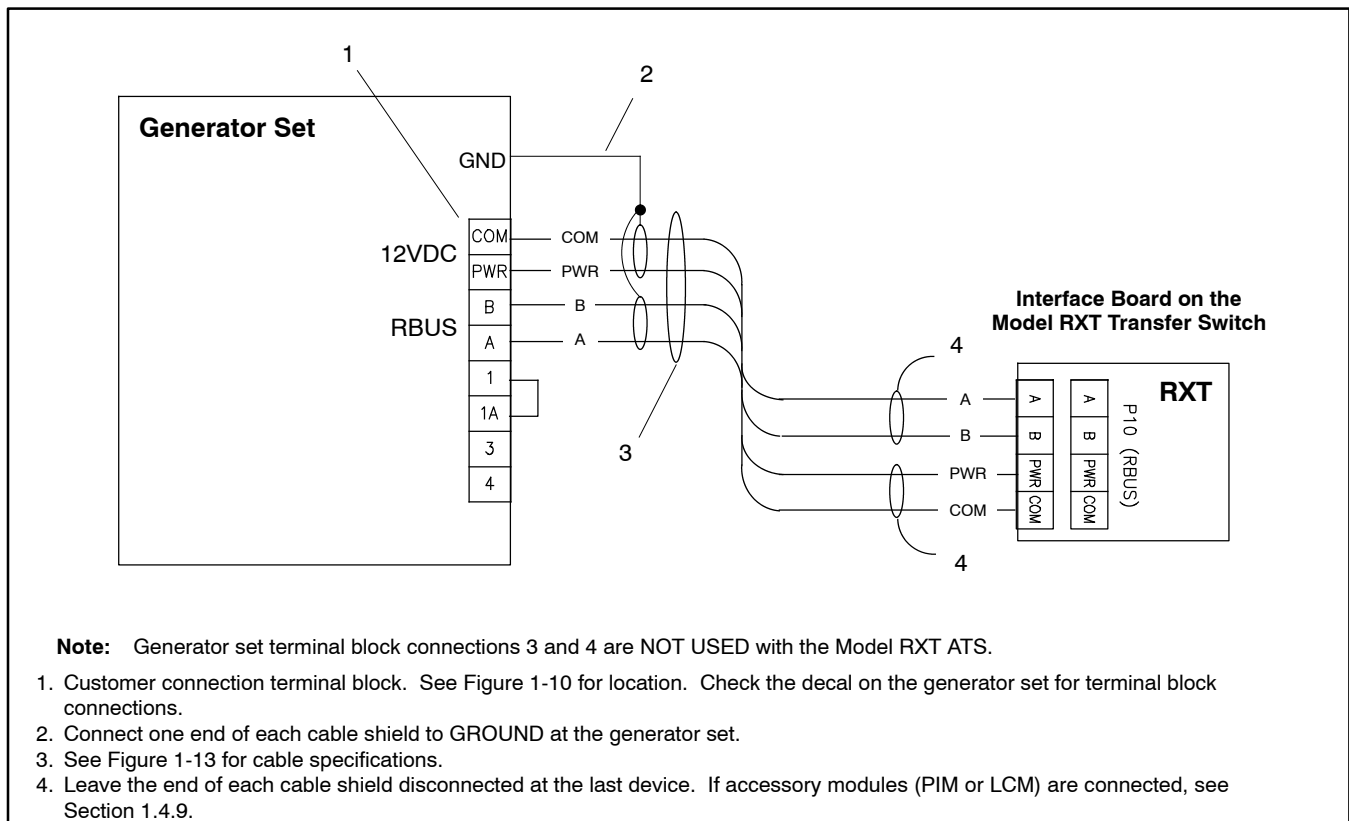 1
2
Generator Set
GND
12VDC
COM
PWR
RBUS
B
A
1
1A
3
4
COM
PWR
B
A
3
Interface Board on the
Model RXT Transfer Switch
4
A
B
PWR
COM
4
A
B
PWR
COM
A
B
PWR
COM
P10 (RBUS)
RXT
Note: Generator set terminal block connections 3 and 4 are NOT USED with the Model RXT ATS.
1. Customer connection terminal block. See Figure 1-10 for location. Check the decal on the generator set for terminal block
connections.
2. Connect one end of each cable shield to GROUND at the generator set.
3. See Figure 1-13 for cable specifications.
4. Leave the end of each cable shield disconnected at the last device. If accessory modules (PIM or LCM) are connected, see
Section 1.4.9.